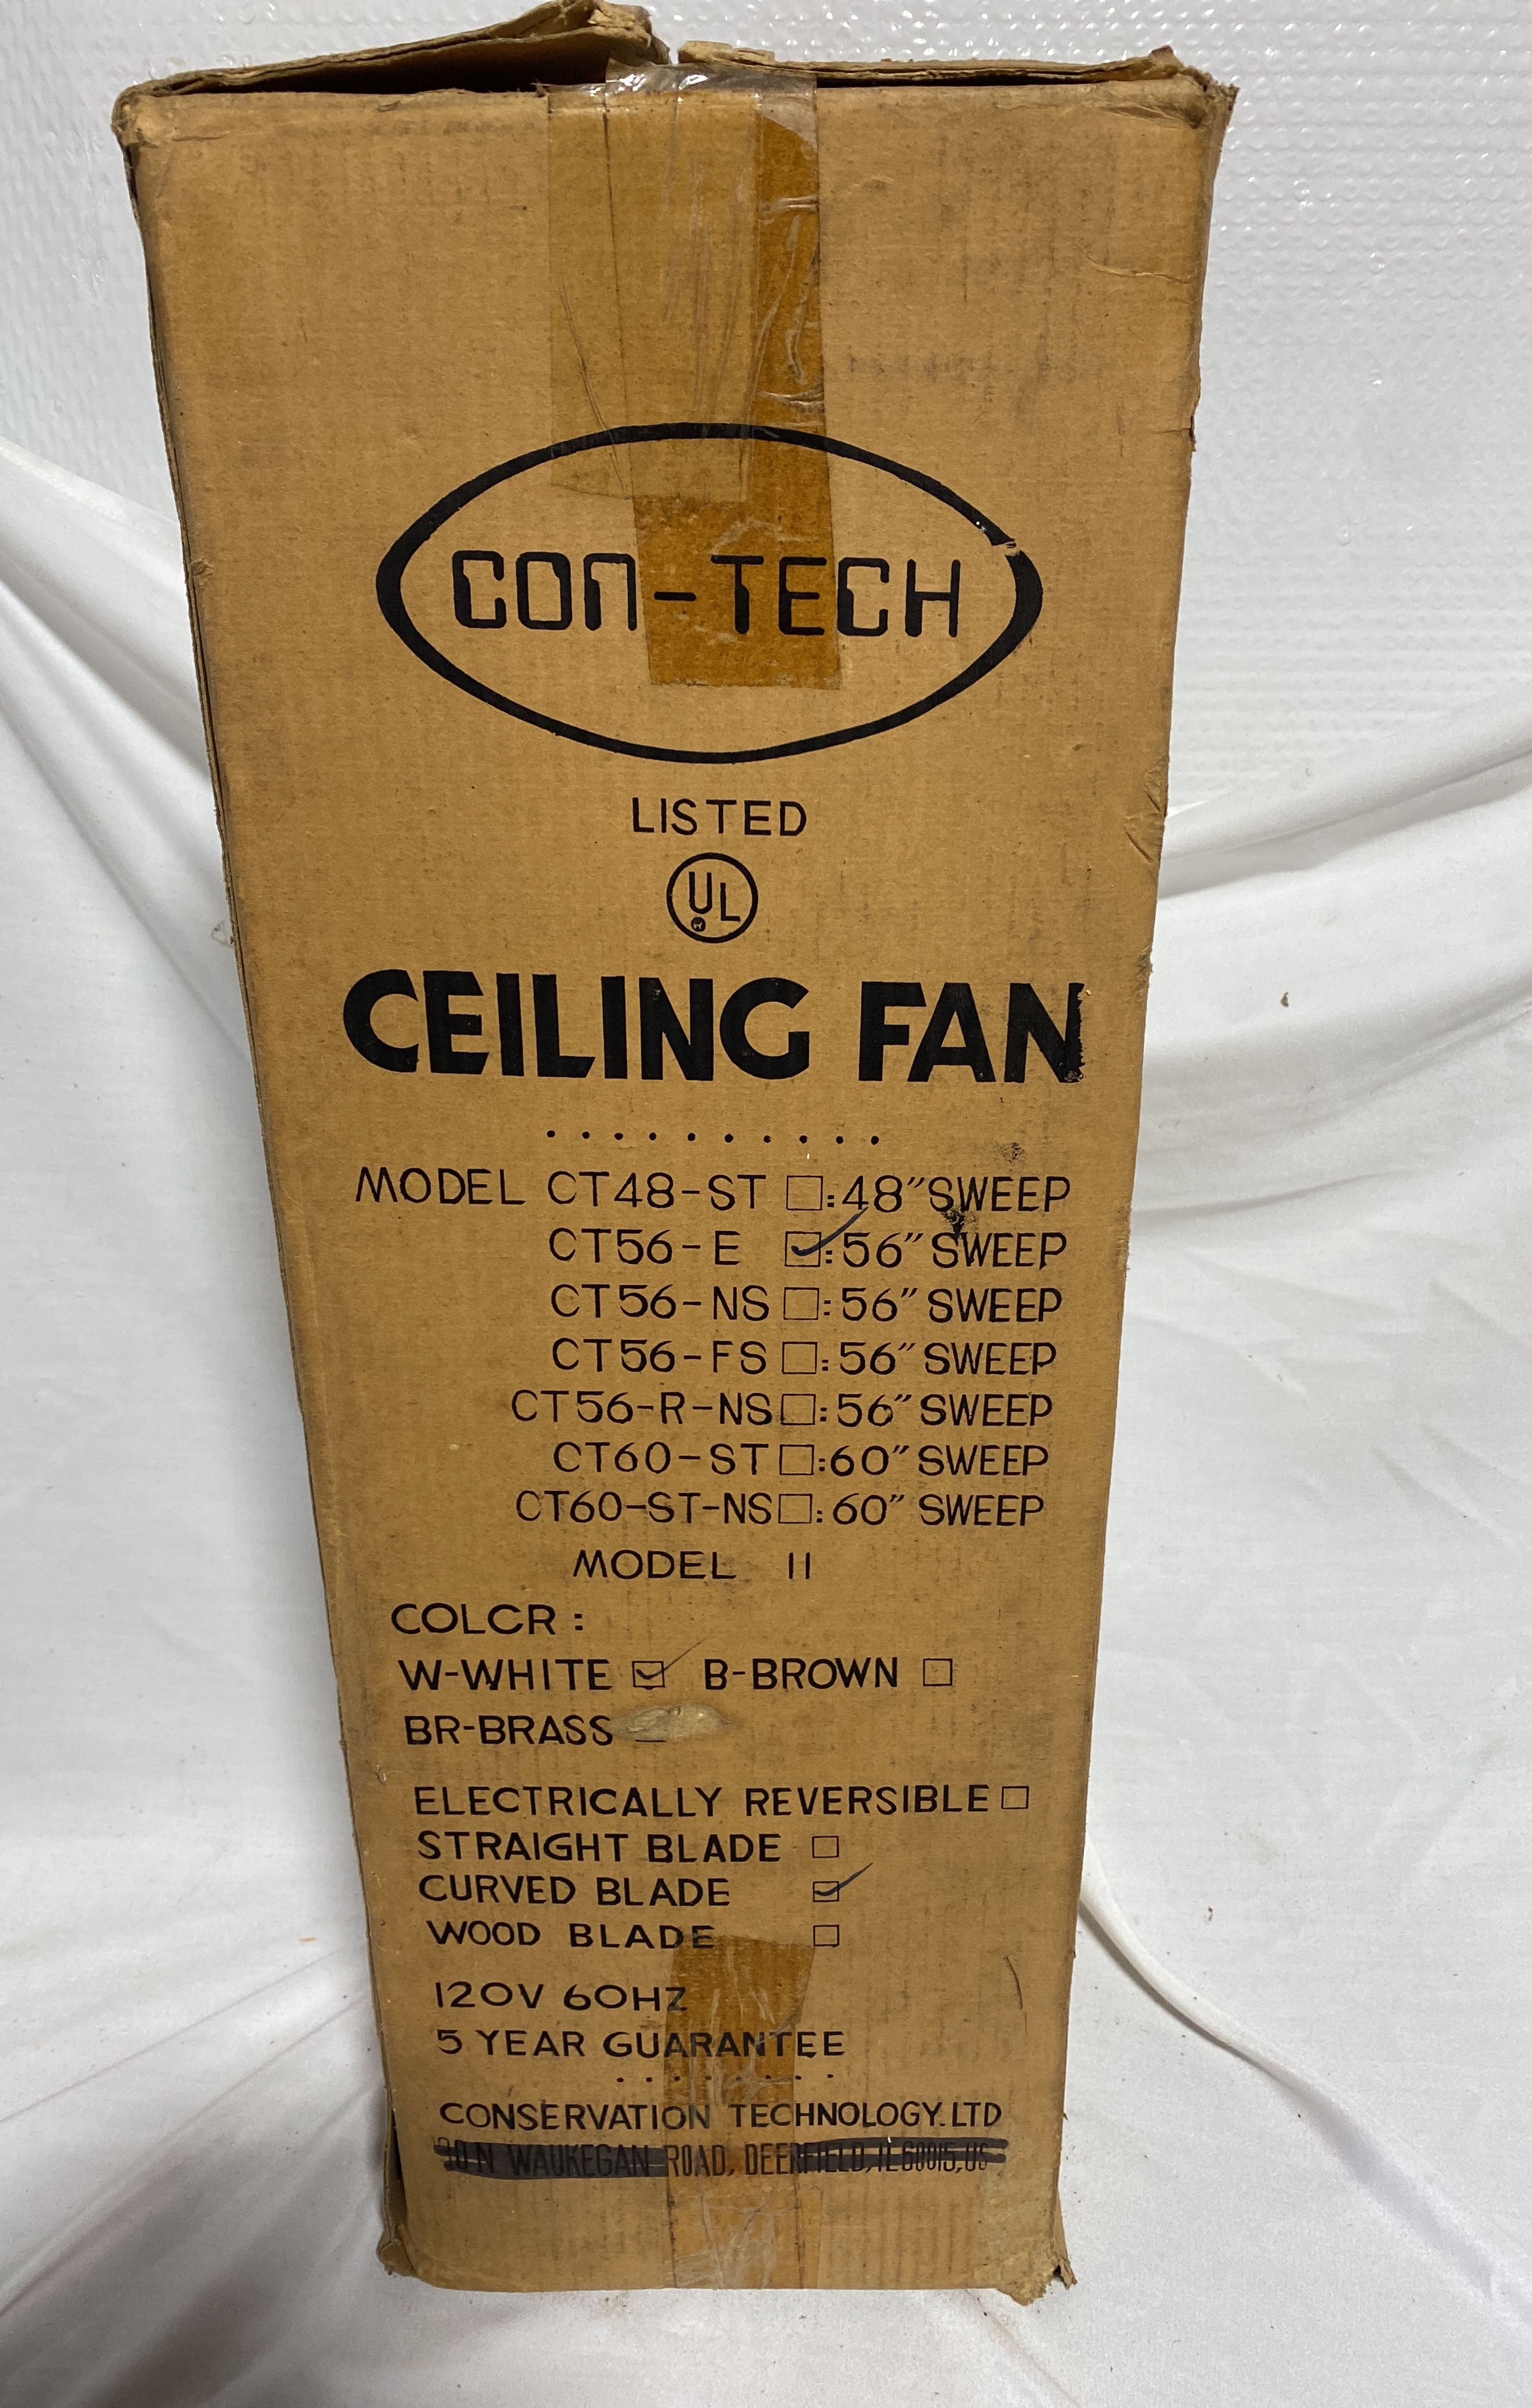 CON-TECH
LISTED
UL
CEILING FAN
..........
MODEL CT48-ST □:48"SWEEP
CT56-E ☑:56"SWEEP
CT56-NS □:56"SWEEP
CT56-FS □:56"SWEEP
CT56-R-NS□:56"SWEEP
CT60-ST □:60"SWEEP
CT60-ST-NS□:60" SWEEP
MODEL II
COLCR :
W-WHITE ☑ B-BROWN □
BR-BRASS
ELECTRICALLY REVERSIBLE □
STRAIGHT BLADE □
CURVED BLADE ☑
WOOD BLADE □
120V 60HZ
5 YEAR GUARANTEE
CONSERVATION TECHNOLOGY.LTD
N WAUKEGAN ROAD, DEERFIELD, IL60015, US